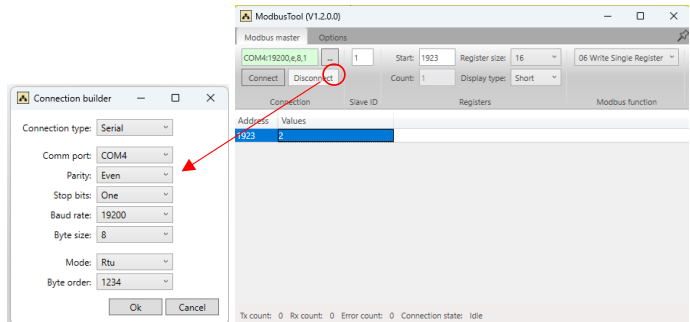 ModbusTool (V1.2.0.0)
Modbus master Options
COM4:19200,e,8,1 ... 1 Start: 1923 Register size: 16 06 Write Single Register
Connect Disconnect Count: 1 Display type: Short
Connection Slave ID Registers Modbus function
Address Values
1923 2
Tx count: 0 Rx count: 0 Error count: 0 Connection state: Idle
Connection builder
Connection type: Serial
Comm port: COM4
Parity: Even
Stop bits: One
Baud rate: 19200
Byte size: 8
Mode: Rtu
Byte order: 1234
Ok Cancel